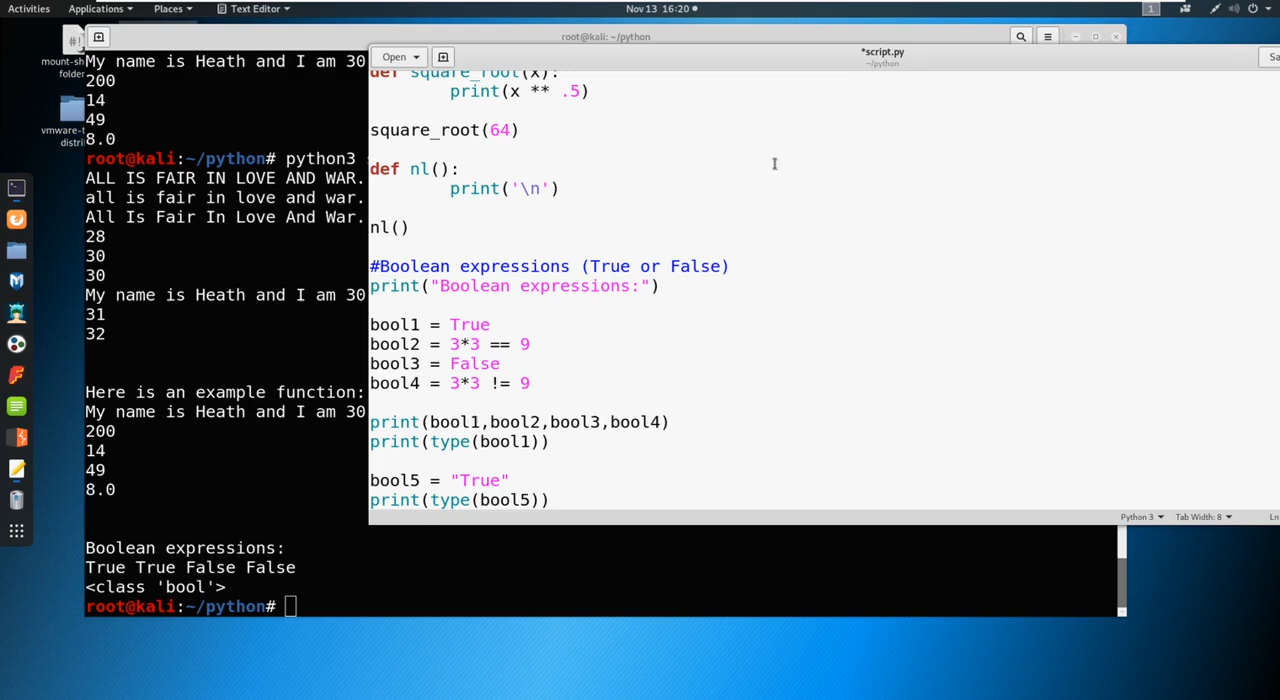 Activities Applications Places Text Editor Nov 13 16:20 1
root@kali: ~/python
mount-sh
folder
vmware-t
distri
My name is Heath and I am 30
200
14
49
8.0
root@kali:~/python# python3
ALL IS FAIR IN LOVE AND WAR.
all is fair in love and war.
All Is Fair In Love And War.
28
30
30
My name is Heath and I am 30
31
32
Here is an example function:
My name is Heath and I am 30
200
14
49
8.0
Boolean expressions:
True True False False
<class 'bool'>
root@kali:~/python#
Open *script.py Sa
~/python
def square_root(x):
print(x ** .5)
square_root(64)
def nl():
print('\n')
nl()
#Boolean expressions (True or False)
print("Boolean expressions:")
bool1 = True
bool2 = 3*3 == 9
bool3 = False
bool4 = 3*3 != 9
print(bool1,bool2,bool3,bool4)
print(type(bool1))
bool5 = "True"
print(type(bool5))
Python 3 Tab Width: 8 Ln